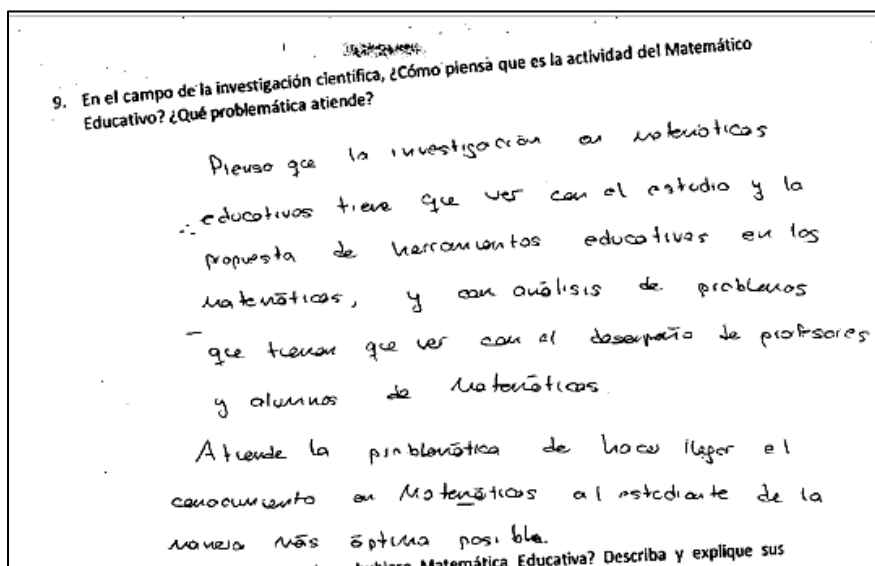 9. En el campo de la investigación científica, ¿Cómo piensa que es la actividad del Matemático
Educativo? ¿Qué problemática atiende?
Pienso que la investigación en matemáticas
educativas tiene que ver con el estudio y la
propuesta de herramientas educativas en las
matemáticas, y con análisis de problemas
que tienen que ver con el desempeño de profesores
y alumnos de Matemáticas.
Atiende la problemática de hacer llegar el
conocimiento en Matemáticas al estudiante de la
manera más óptima posible.
hubiera Matemática Educativa? Describa y explique sus